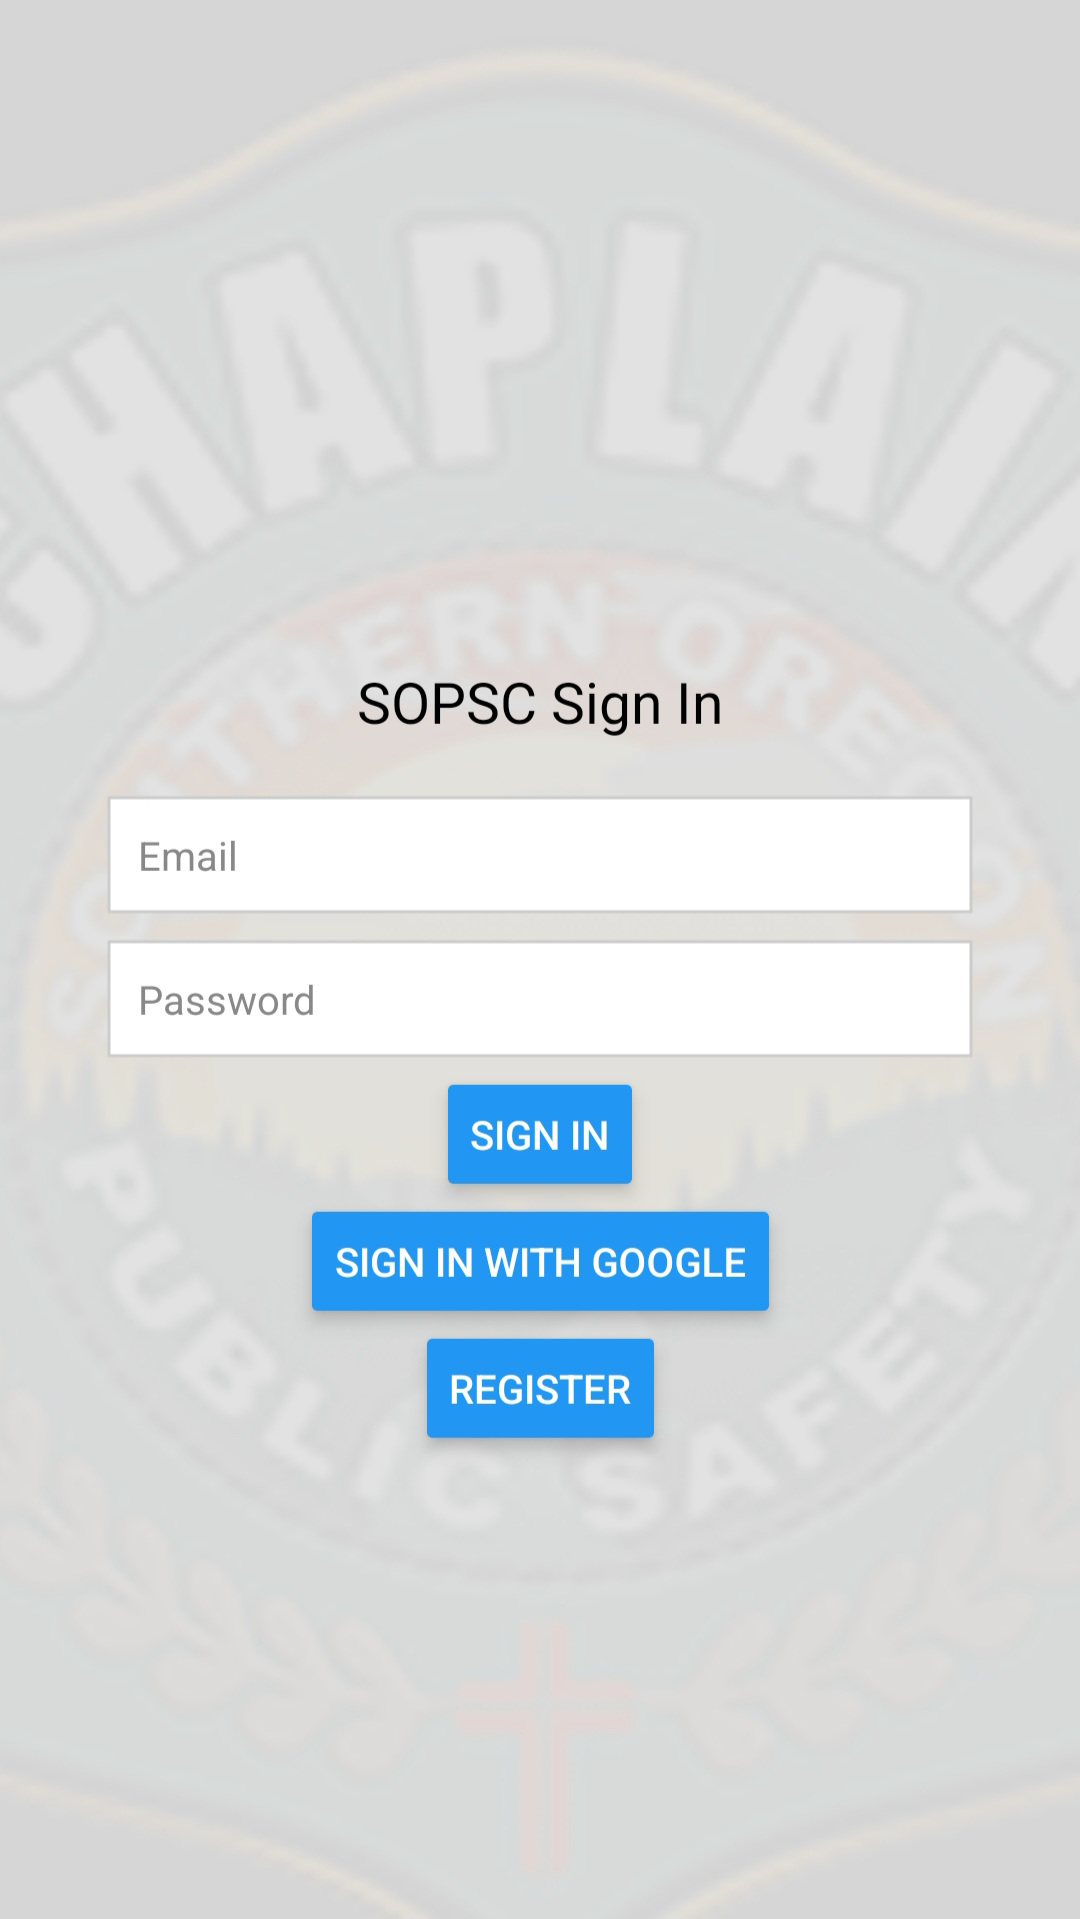 CHAPLAIN
SOUTHERN OREGON
SOPSC Sign In
Email
Password
SIGN IN
SIGN IN WITH GOOGLE
REGISTER
PUBLIC SAFETY